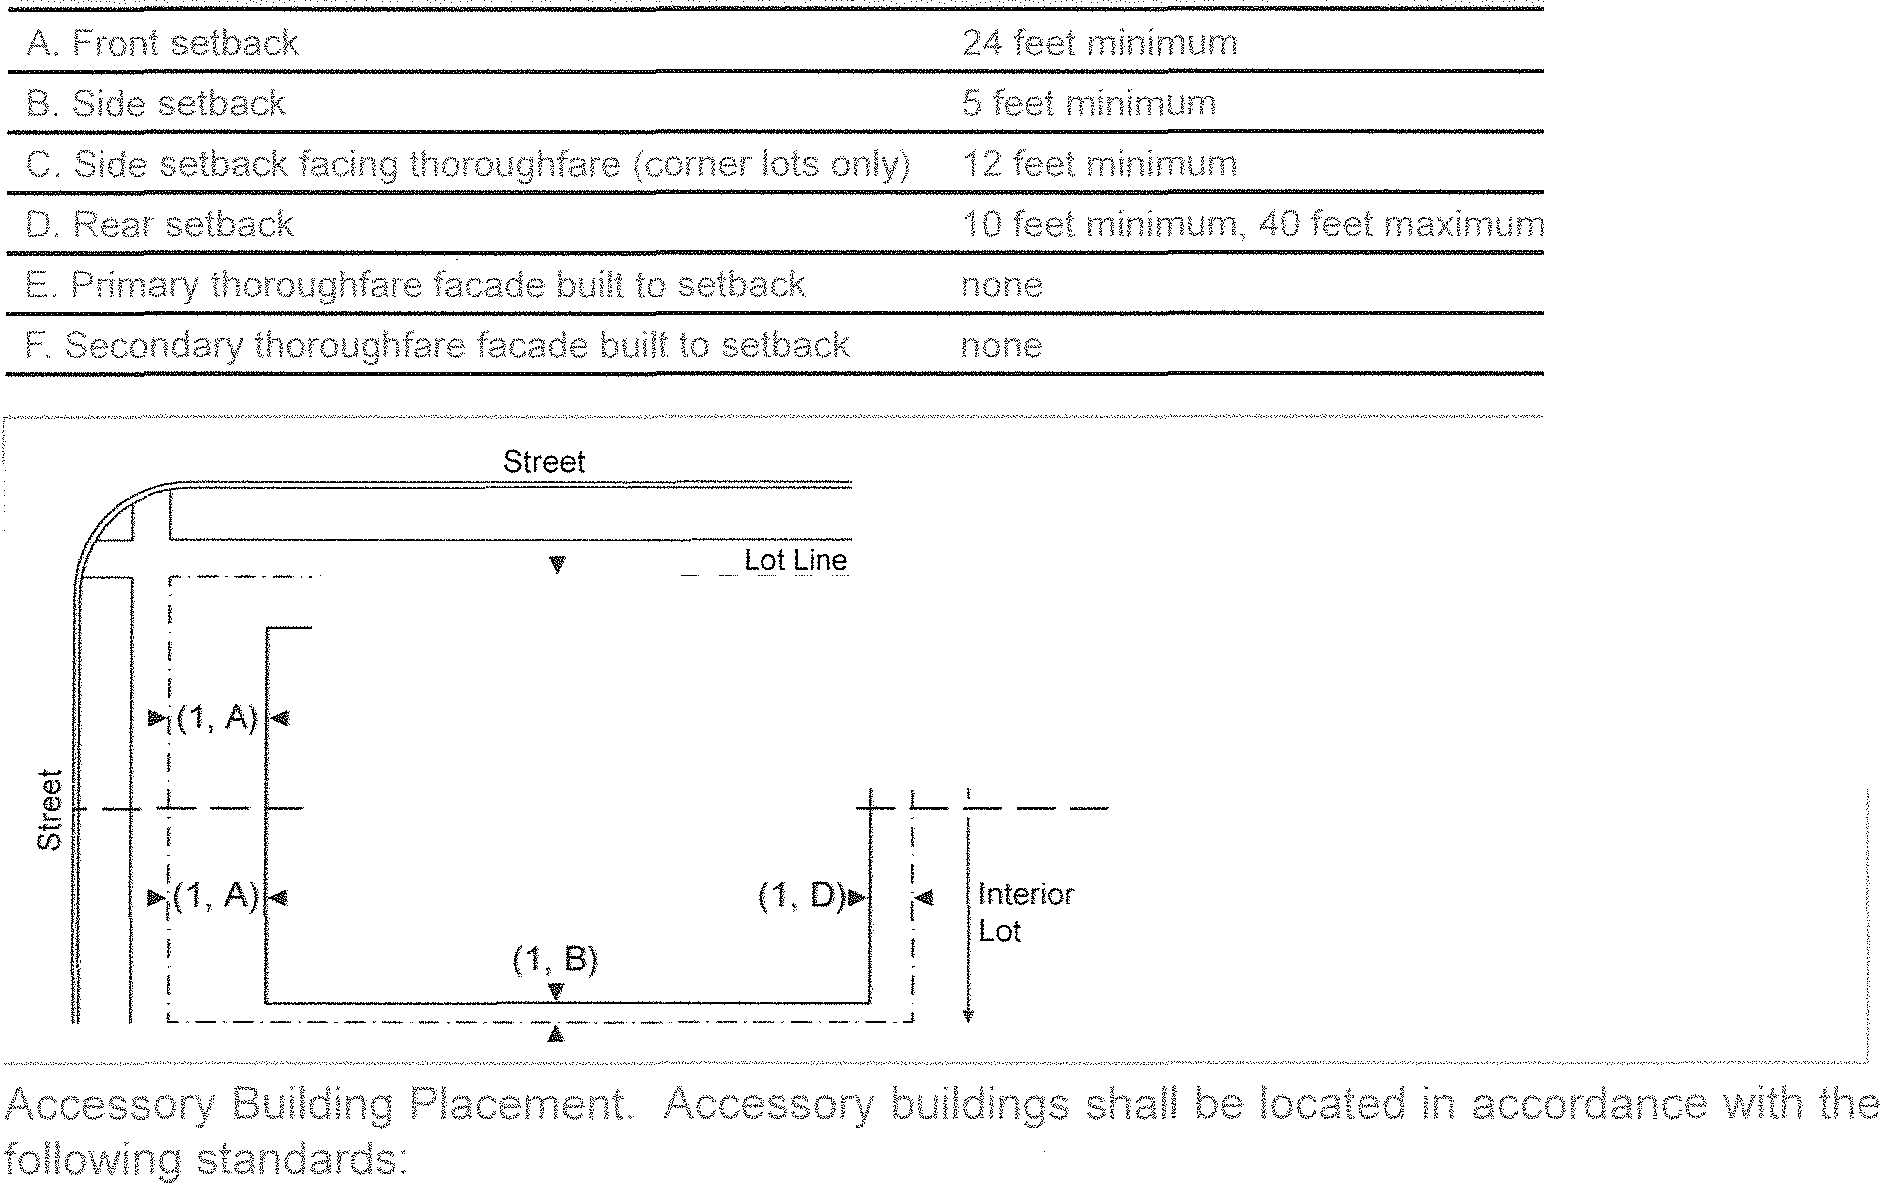 A. Front setback 24 feet minimum
B. Side setback 5 feet minimum
C. Side setback facing thoroughfare (corner lots only) 12 feet minimum
D. Rear setback 10 feet minimum, 40 feet maximum
E. Primary thoroughfare facade built to setback none
F. Secondary thoroughfare facade built to setback none
Street
Lot Line
(1, A)
Street
(1, A)
(1, D)
Interior
Lot
(1, B)
Accessory Building Placement. Accessory buildings shall be located in accordance with the
following standards: